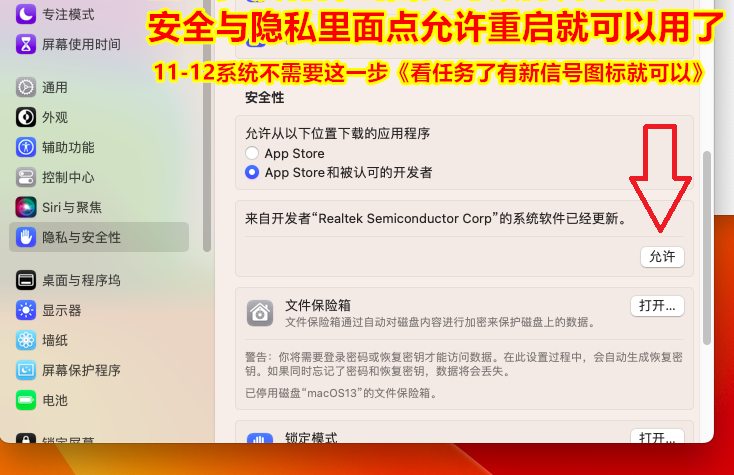 专注模式
屏幕使用时间
通用
外观
辅助功能
控制中心
Siri与聚焦
隐私与安全性
桌面与程序坞
显示器
墙纸
屏幕保护程序
电池
锁定屏幕
安全与隐私里面点允许重启就可以用了
11-12系统不需要这一步《看任务了有新信号图标就可以》
安全性
允许从以下位置下载的应用程序
App Store
App Store和被认可的开发者
来自开发者“Realtek Semiconductor Corp”的系统软件已经更新。
允许
文件保险箱
打开...
文件保险箱通过自动对磁盘内容进行加密来保护磁盘上的数据。
警告：你将需要登录密码或恢复密钥才能访问数据。在此设置过程中，会自动生成恢复密
钥。如果同时忘记了密码和恢复密钥，数据将会丢失。
已停用磁盘“macOS13”的文件保险箱。
锁定模式
打开...